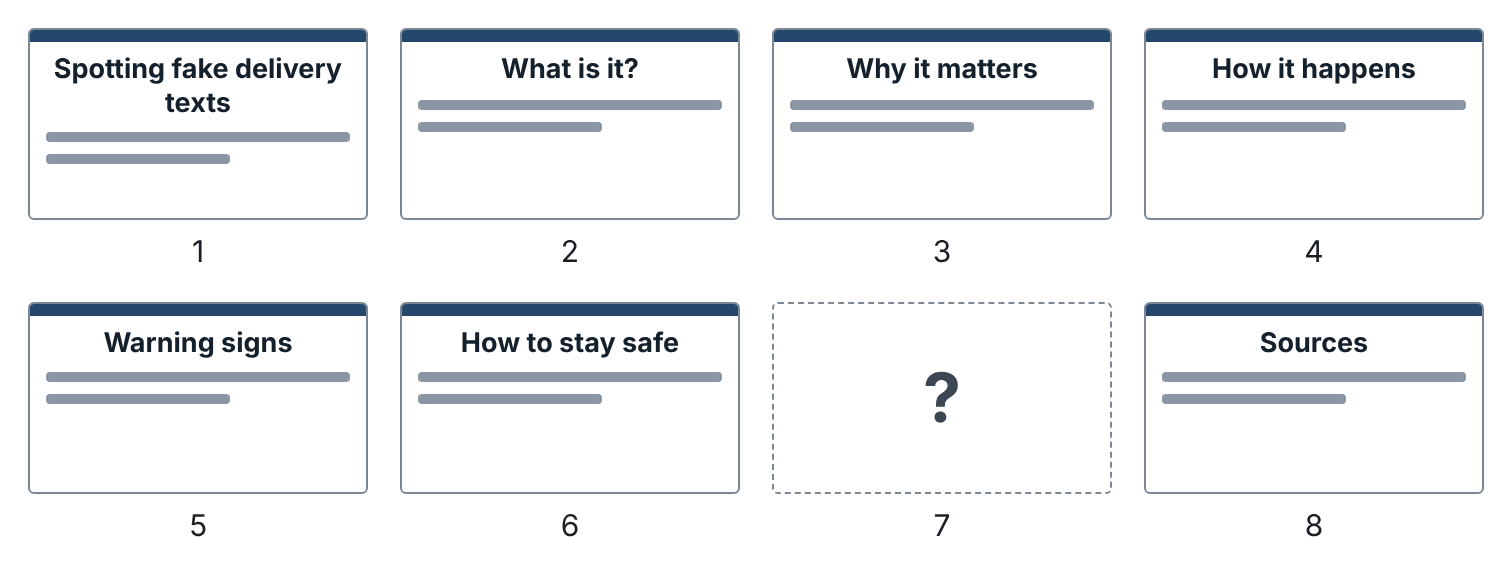 Spotting fake delivery
texts
What is it?
Why it matters
How it happens
1
2
3
4
Warning signs
How to stay safe
?
Sources
5
6
7
8